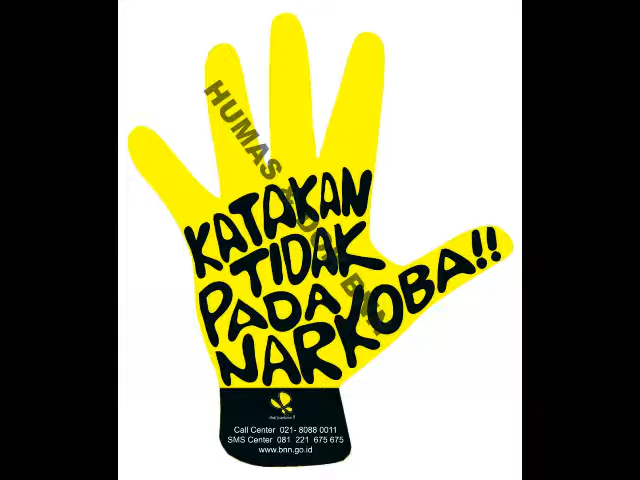 KATAKAN
TIDAK
PADA
NARKOBA!!
HUMAS
Call Center 021- 8088 0011
SMS Center 081 221 675 675
www.bnn.go.id